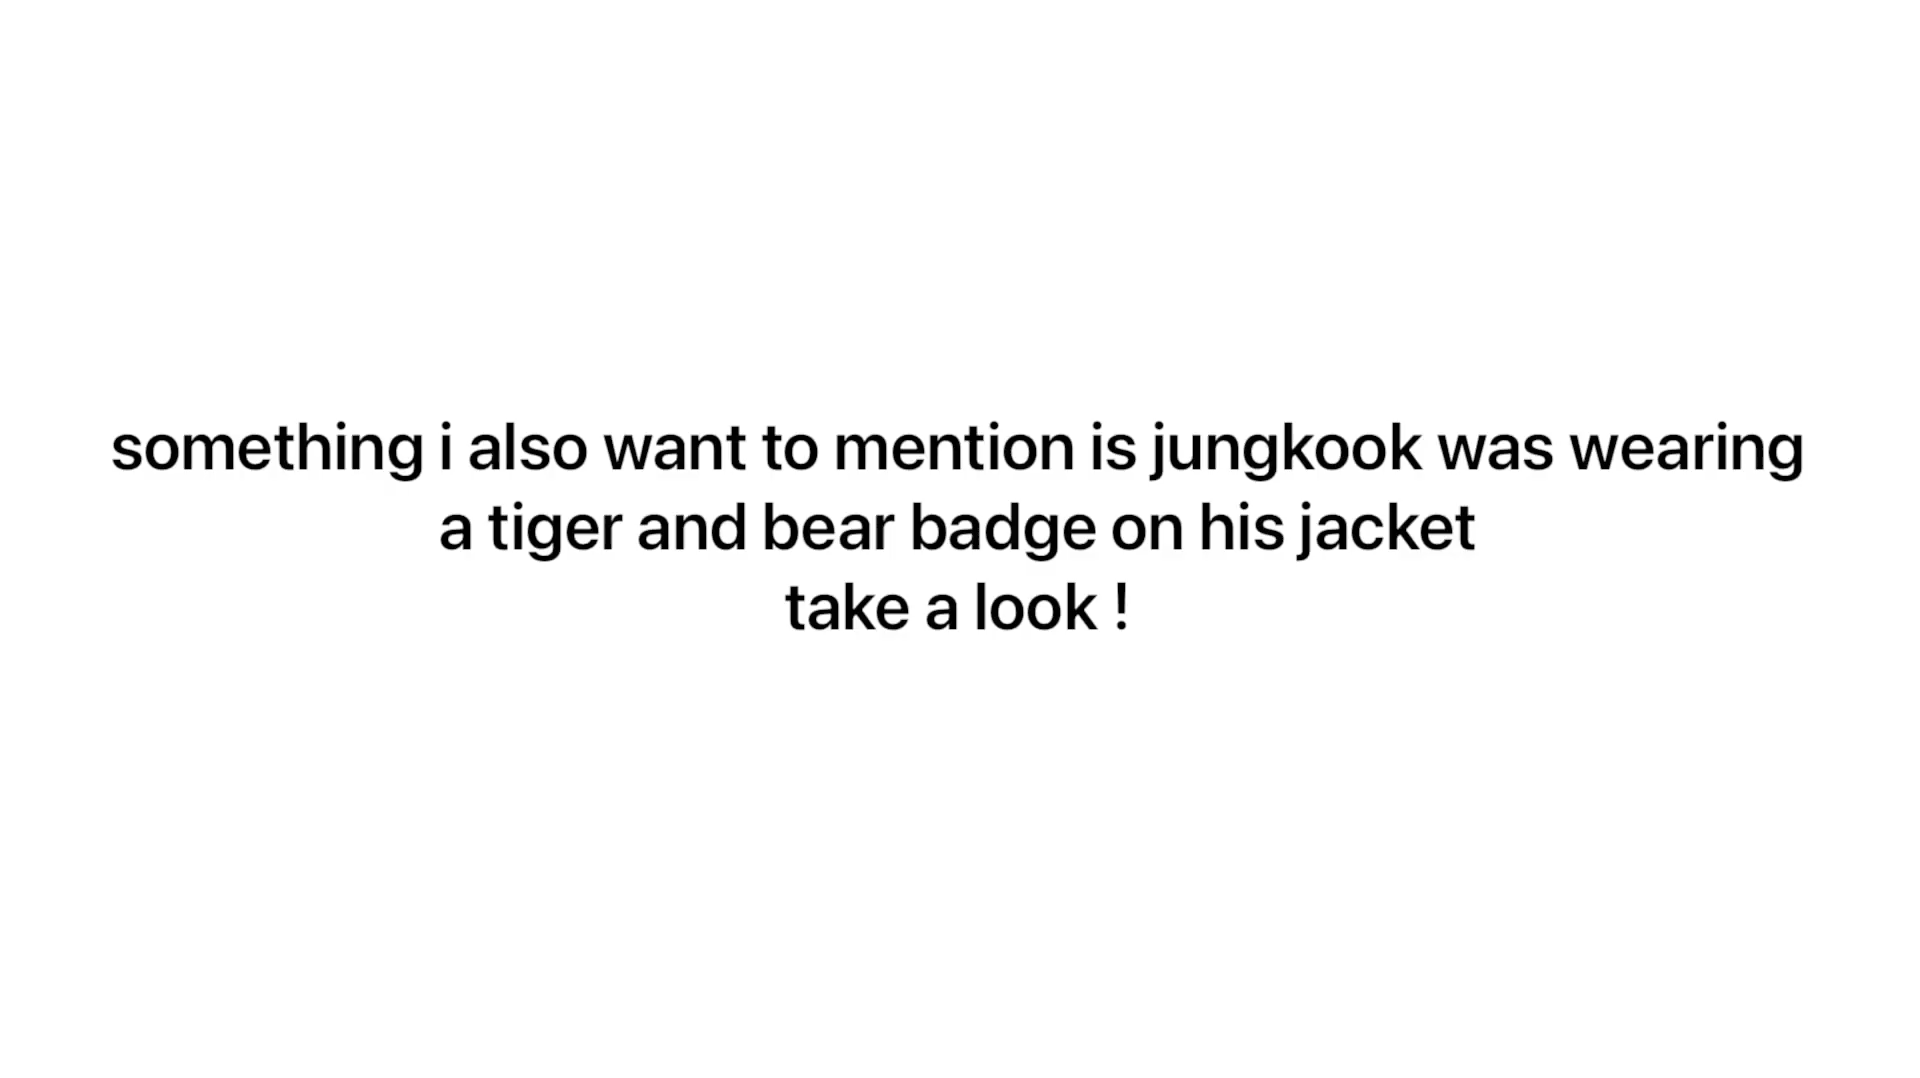 something i also want to mention is jungkook was wearing
a tiger and bear badge on his jacket
take a look !